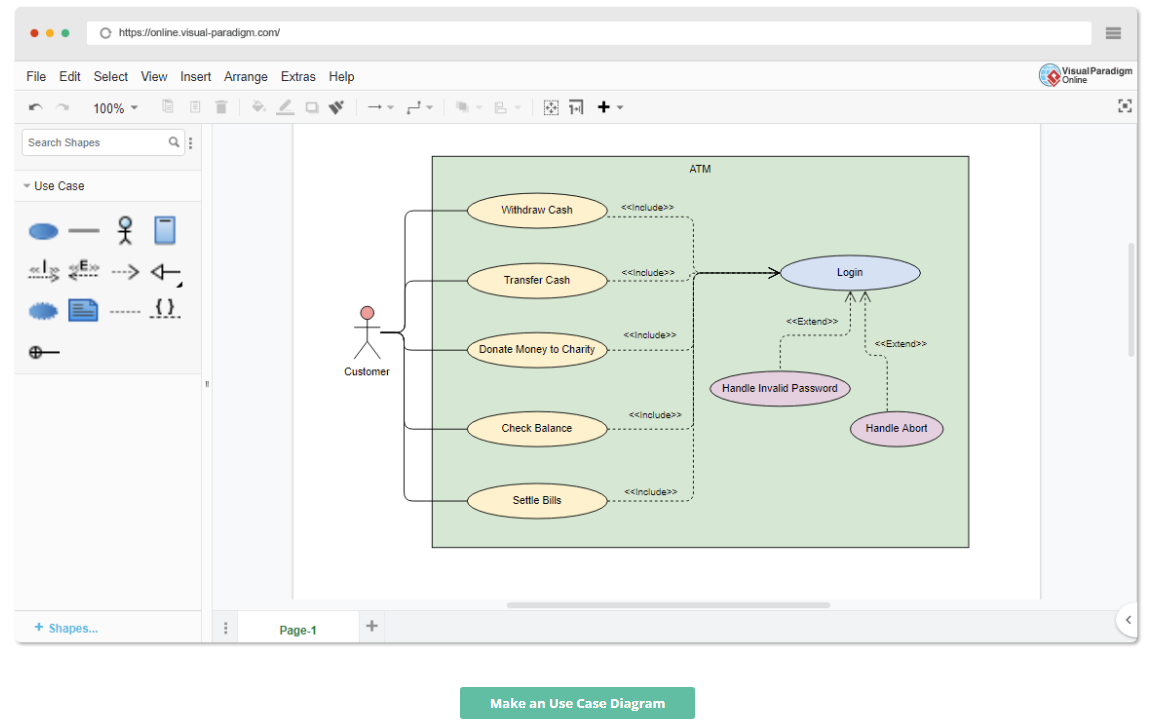 https://online.visual-paradigm.com/
File Edit Select View Insert Arrange Extras Help
Visual Paradigm
Online
100%
Search Shapes
Use Case
<<I>>
<<E>>
{ }
ATM
Withdraw Cash
<<Include>>
Transfer Cash
<<Include>>
Login
Donate Money to Charity
<<Include>>
<<Extend>>
<<Extend>>
Customer
Handle Invalid Password
Check Balance
<<Include>>
Handle Abort
Settle Bills
<<Include>>
+ Shapes...
Page-1
Make an Use Case Diagram